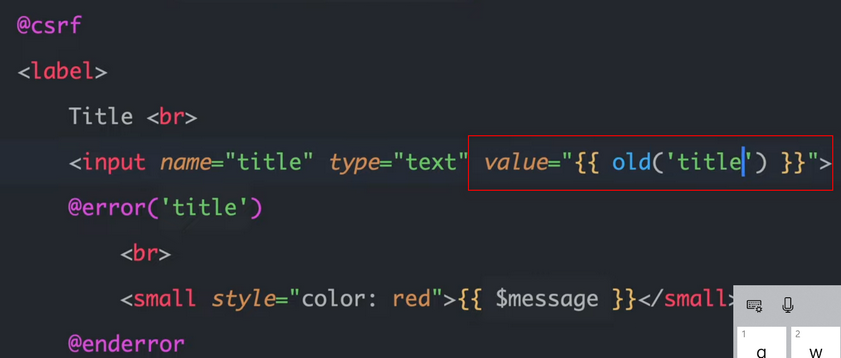 @csrf
<label>
Title <br>
<input name="title" type="text" value="{{ old('title') }}">
@error('title')
<br>
<small style="color: red">{{ $message }}</small>
@enderror
1
q
2
w